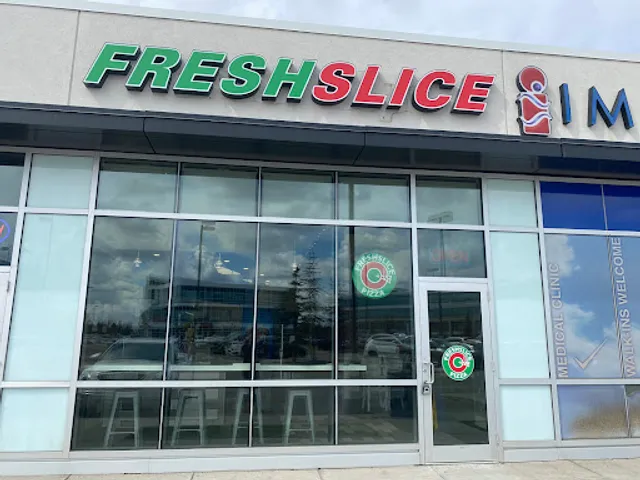 FRESHSLICE
IM
FRESHSLICE
PIZZA
FRESHSLICE
PIZZA
MEDICAL CLINIC
WALK INS WELCOME